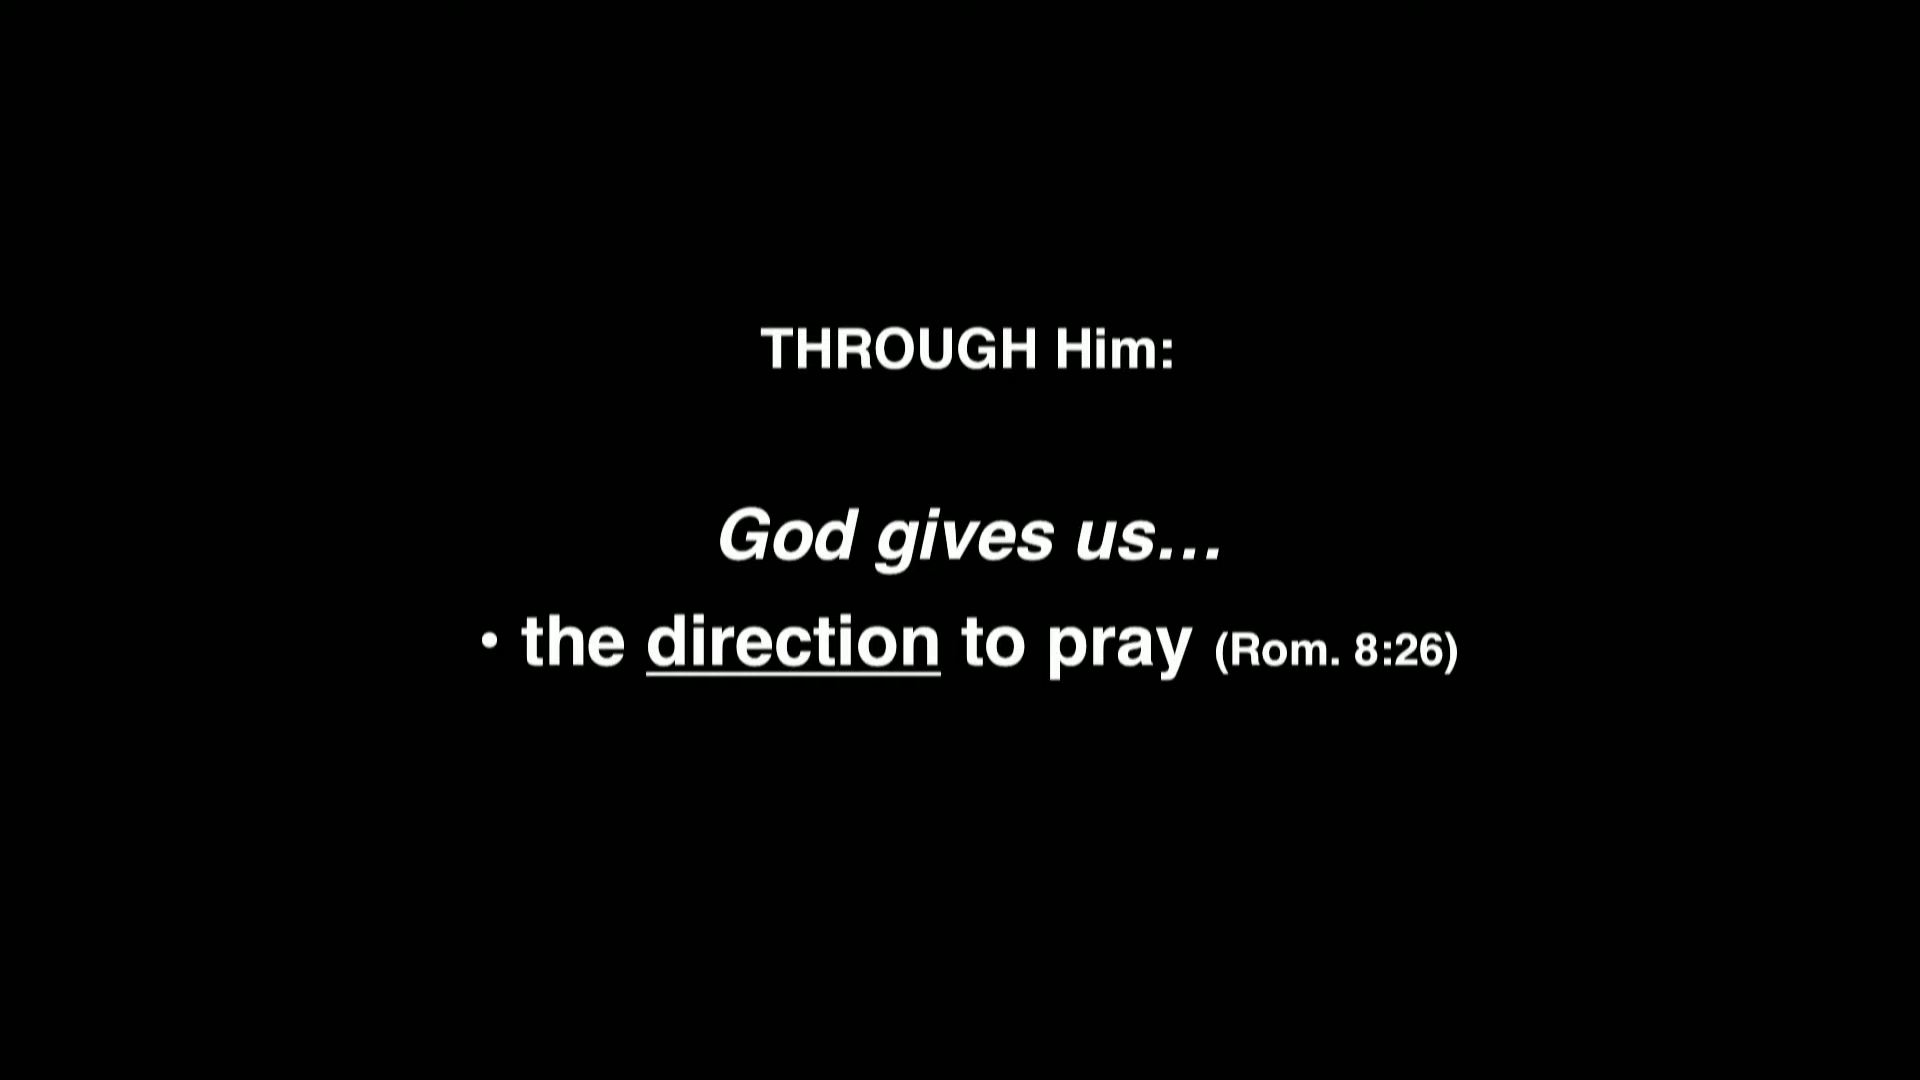 THROUGH Him:
God gives us…
• the direction to pray (Rom. 8:26)